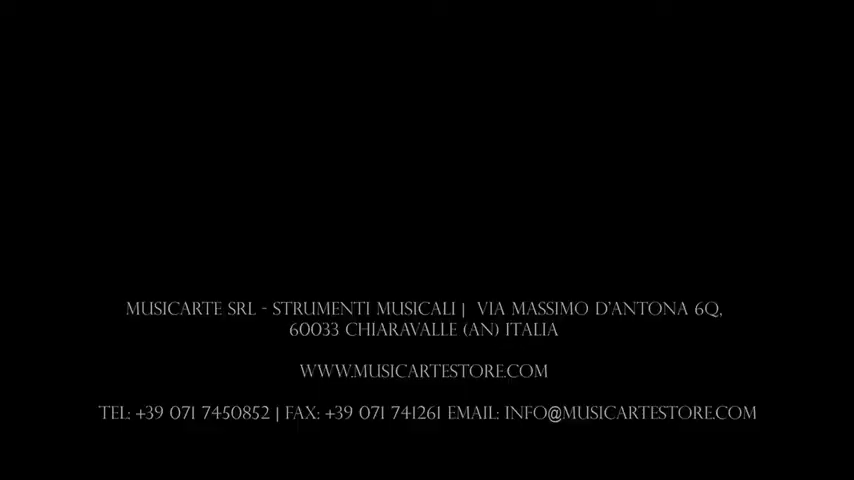 MUSICARTE SRL - STRUMENTI MUSICALI | VIA MASSIMO D'ANTONA 6Q,
60033 CHIARAVALLE (AN) ITALIA
WWW.MUSICARTESTORE.COM
TEL: +39 071 7450852 | FAX: +39 071 741261 EMAIL: INFO@MUSICARTESTORE.COM